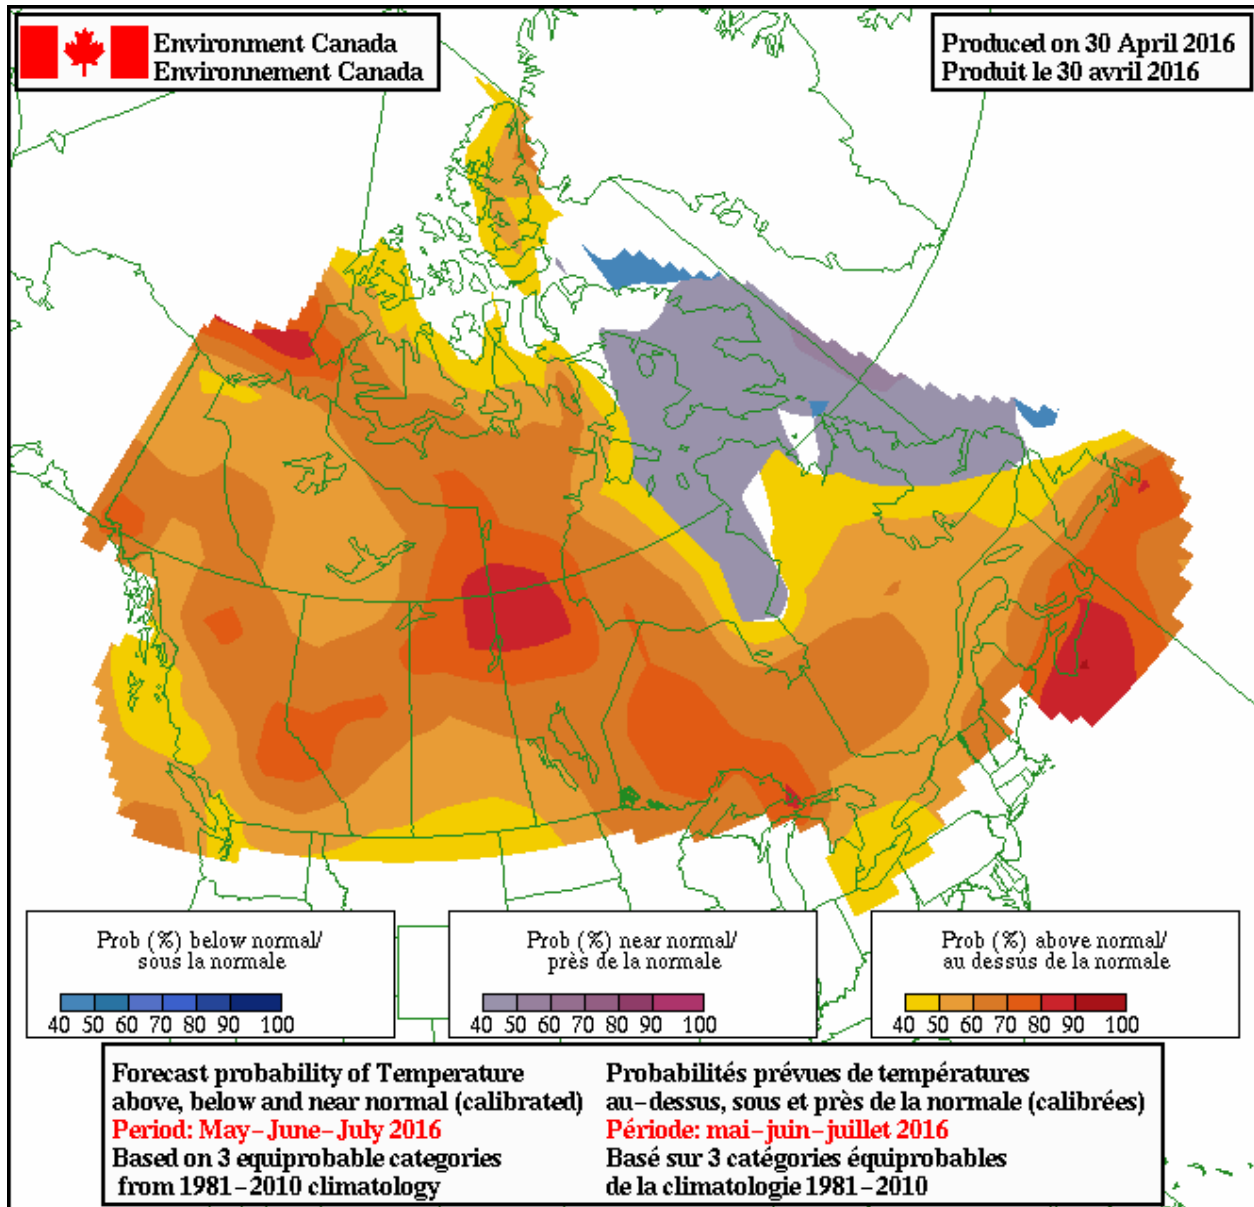 Environment Canada
Environnement Canada
Produced on 30 April 2016
Produit le 30 avril 2016
Prob (%) below normal/
sous la normale
40 50 60 70 80 90 100
Prob (%) near normal/
près de la normale
40 50 60 70 80 90 100
Prob (%) above normal/
au dessus de la normale
40 50 60 70 80 90 100
Forecast probability of Temperature
above, below and near normal (calibrated)
Period: May-June-July 2016
Based on 3 equiprobable categories
from 1981-2010 climatology
Probabilités prévues de températures
au-dessus, sous et près de la normale (calibrées)
Période: mai-juin-juillet 2016
Basé sur 3 catégories équiprobables
de la climatologie 1981-2010